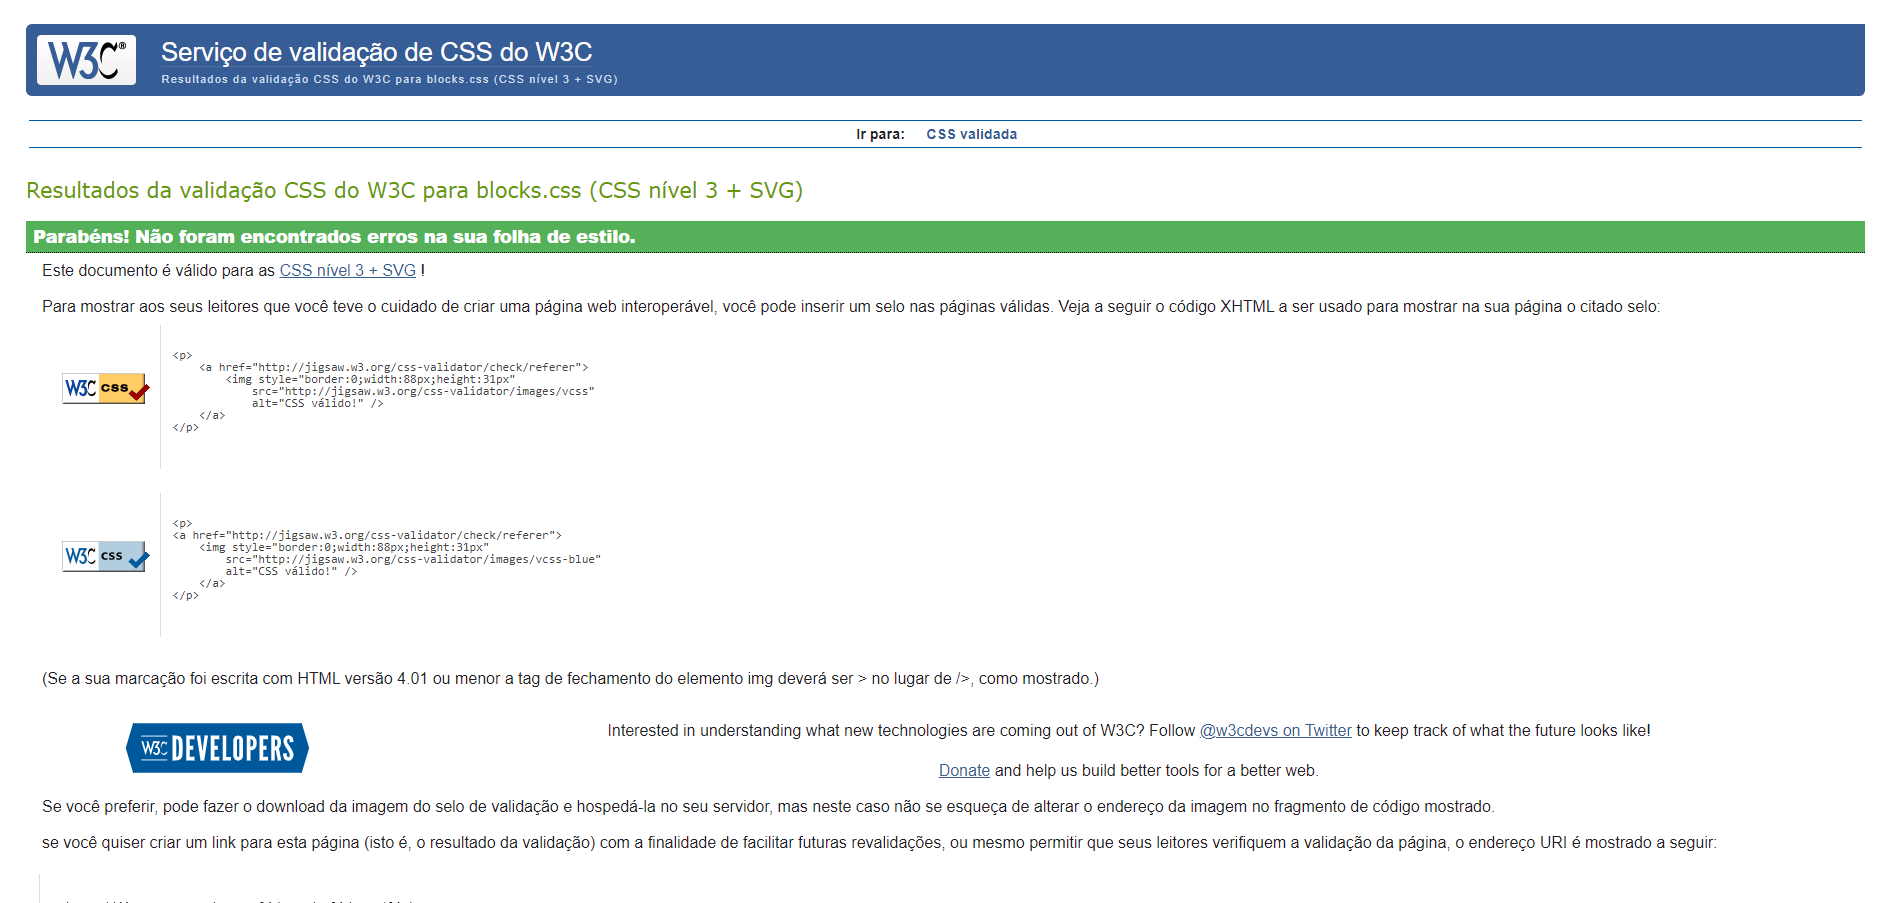 W3C®
Serviço de validação de CSS do W3C
Resultados da validação CSS do W3C para blocks.css (CSS nível 3 + SVG)
Ir para: CSS validada
Resultados da validação CSS do W3C para blocks.css (CSS nível 3 + SVG)
Parabéns! Não foram encontrados erros na sua folha de estilo.
Este documento é válido para as CSS nível 3 + SVG !
Para mostrar aos seus leitores que você teve o cuidado de criar uma página web interoperável, você pode inserir um selo nas páginas válidas. Veja a seguir o código XHTML a ser usado para mostrar na sua página o citado selo:
W3C css
<p>
<a href="http://jigsaw.w3.org/css-validator/check/referer">
<img style="border:0;width:88px;height:31px"
src="http://jigsaw.w3.org/css-validator/images/vcss"
alt="CSS válido!" />
</a>
</p>
W3C css
<p>
<a href="http://jigsaw.w3.org/css-validator/check/referer">
<img style="border:0;width:88px;height:31px"
src="http://jigsaw.w3.org/css-validator/images/vcss-blue"
alt="CSS válido!" />
</a>
</p>
(Se a sua marcação foi escrita com HTML versão 4.01 ou menor a tag de fechamento do elemento img deverá ser > no lugar de />, como mostrado.)
W3C DEVELOPERS
Interested in understanding what new technologies are coming out of W3C? Follow @w3cdevs on Twitter to keep track of what the future looks like!
Donate and help us build better tools for a better web.
Se você preferir, pode fazer o download da imagem do selo de validação e hospedá-la no seu servidor, mas neste caso não se esqueça de alterar o endereço da imagem no fragmento de código mostrado.
se você quiser criar um link para esta página (isto é, o resultado da validação) com a finalidade de facilitar futuras revalidações, ou mesmo permitir que seus leitores verifiquem a validação da página, o endereço URI é mostrado a seguir: